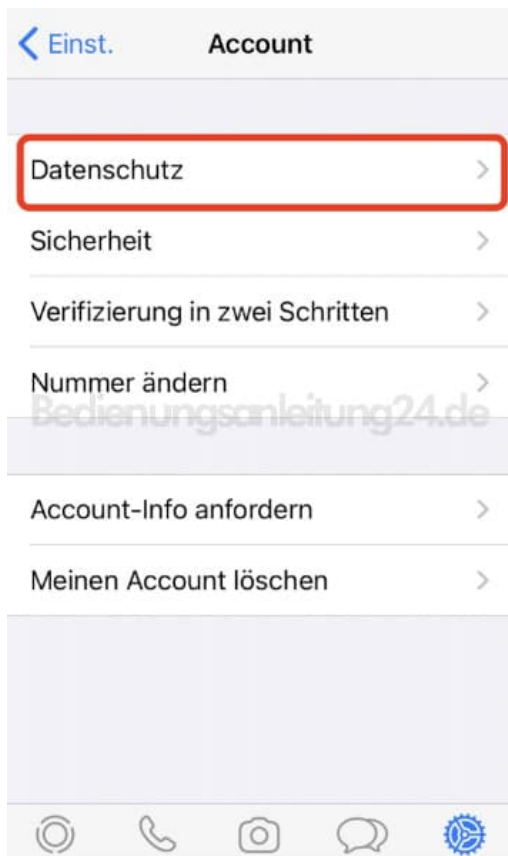 Einst.
Account
Datenschutz
Sicherheit
Verifizierung in zwei Schritten
Nummer ändern
Bedienungsanleitung24.de
Account-Info anfordern
Meinen Account löschen